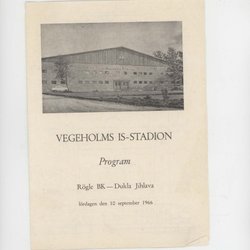 VEGEHOLMS IS-STADION
Program
Rögle BK — Dukla Jihlava
lördagen den 10 september 1966